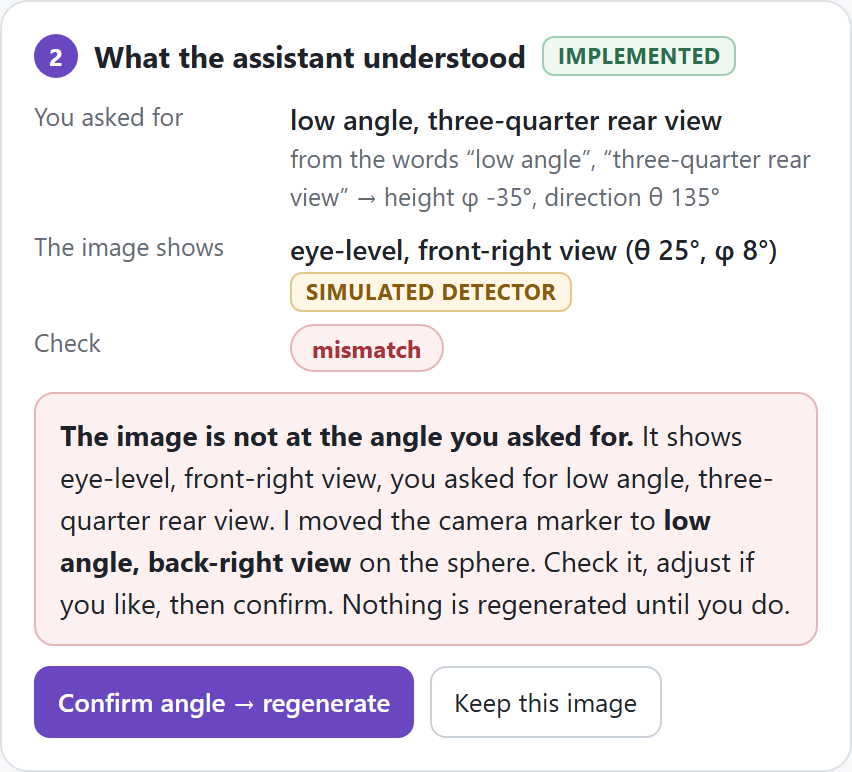 2 What the assistant understood IMPLEMENTED
You asked for low angle, three-quarter rear view
from the words “low angle”, “three-quarter rear
view” → height φ -35°, direction θ 135°
The image shows eye-level, front-right view (θ 25°, φ 8°)
SIMULATED DETECTOR
Check mismatch
The image is not at the angle you asked for. It shows
eye-level, front-right view, you asked for low angle, three-
quarter rear view. I moved the camera marker to low
angle, back-right view on the sphere. Check it, adjust if
you like, then confirm. Nothing is regenerated until you do.
Confirm angle → regenerate Keep this image